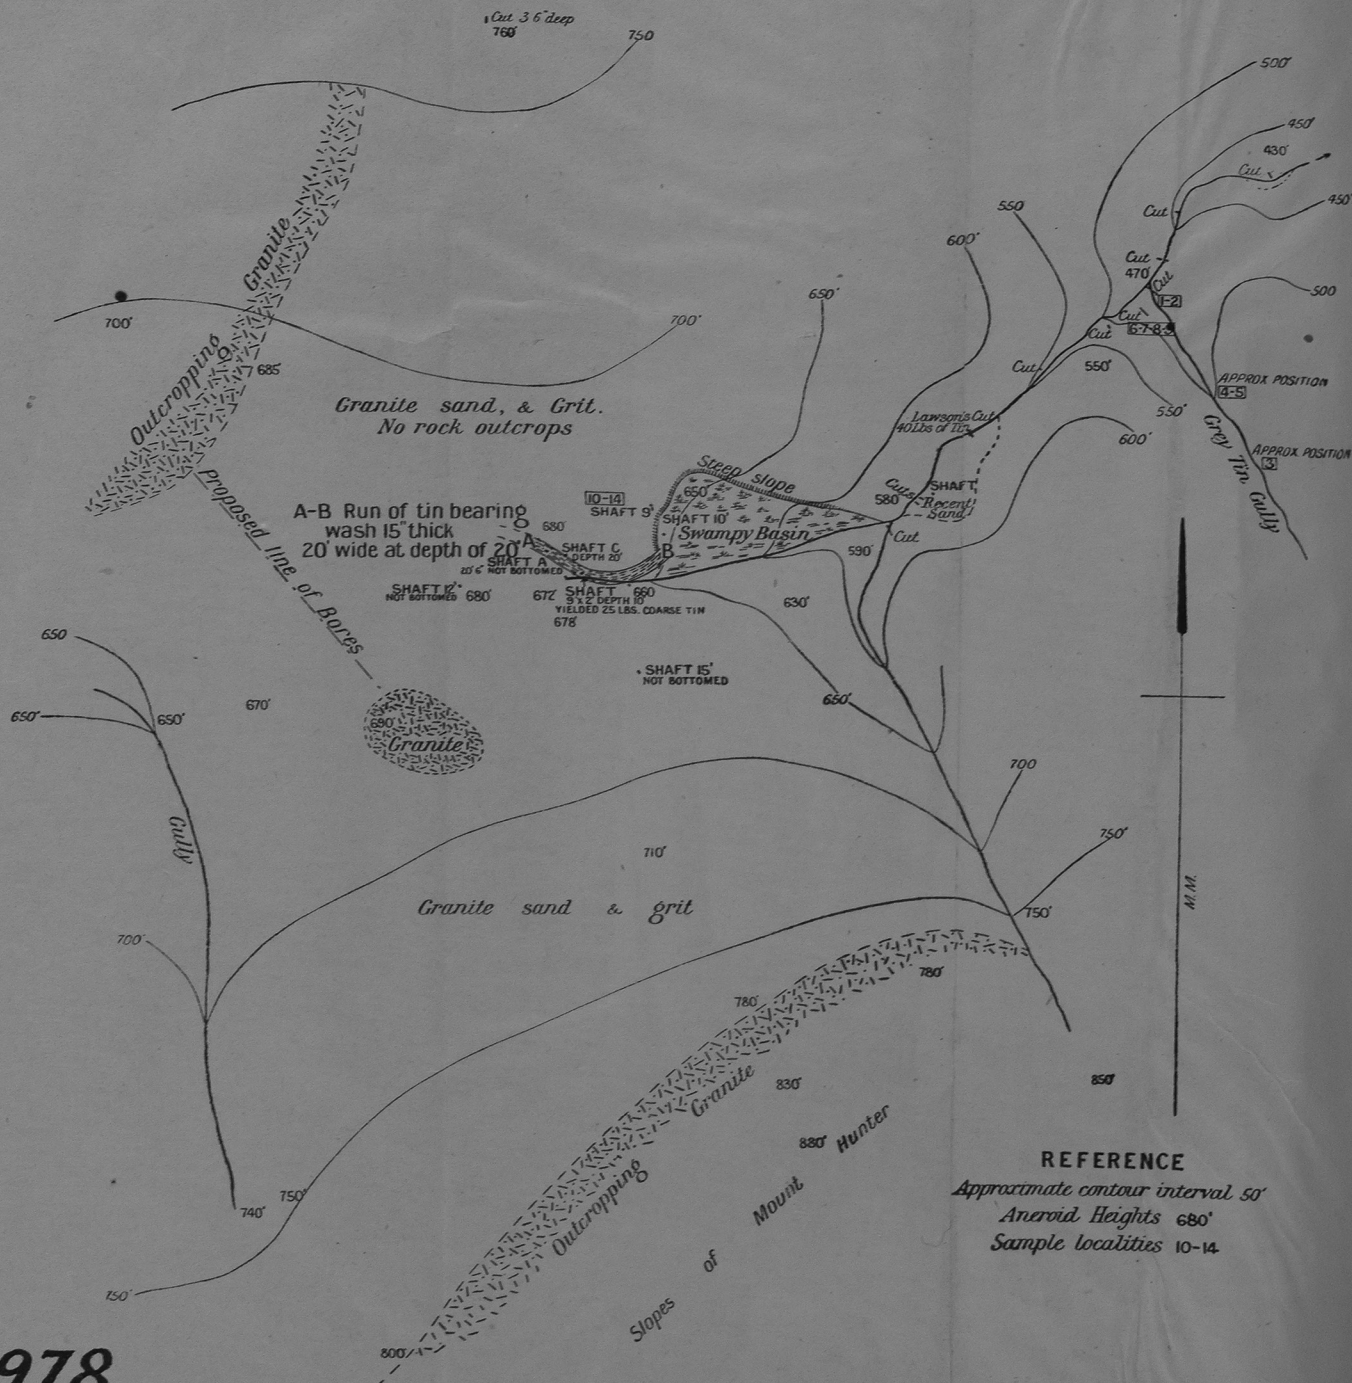 Cut 3'6" deep
760'
750
500'
450'
430'
Cut
450'
Cut
550'
600'
Cut
470'
Cut
1-2
500
650'
700'
700'
Cut
6-7-8-9
Cut
Outcropping Granite
685'
Cut
550'
APPROX POSITION
4-5
550'
Granite sand, & Grit.
No rock outcrops
Lawson's Cut
40 Lbs of Tin
600'
Grey Tin Gully
APPROX POSITION
3
Steep slope
proposed line of Bores
10-14
SHAFT 9'
650'
SHAFT 10'
Swampy Basin
580'
Cuts
SHAFT
Recent
Sand
Cut
A-B Run of tin bearing
wash 15" thick
20' wide at depth of 20'
680'
A
B
SHAFT C
DEPTH 20'
SHAFT A
20' 6" NOT BOTTOMED
590'
SHAFT 12'
NOT BOTTOMED
680'
672'
SHAFT
9'x 2' DEPTH 10'
YIELDED 25 LBS. COARSE TIN
660
678'
630'
650
SHAFT 15'
NOT BOTTOMED
650'
650'
650'
670'
690'
Granite
700
750'
Gully
710'
M.M.
Granite sand & grit
750'
700'
780'
780'
830'
850'
880'
Outcropping Granite
Slopes of Mount Hunter
740'
750'
750'
800'
REFERENCE
Approximate contour interval 50'
Aneroid Heights 680'
Sample localities 10-14
978